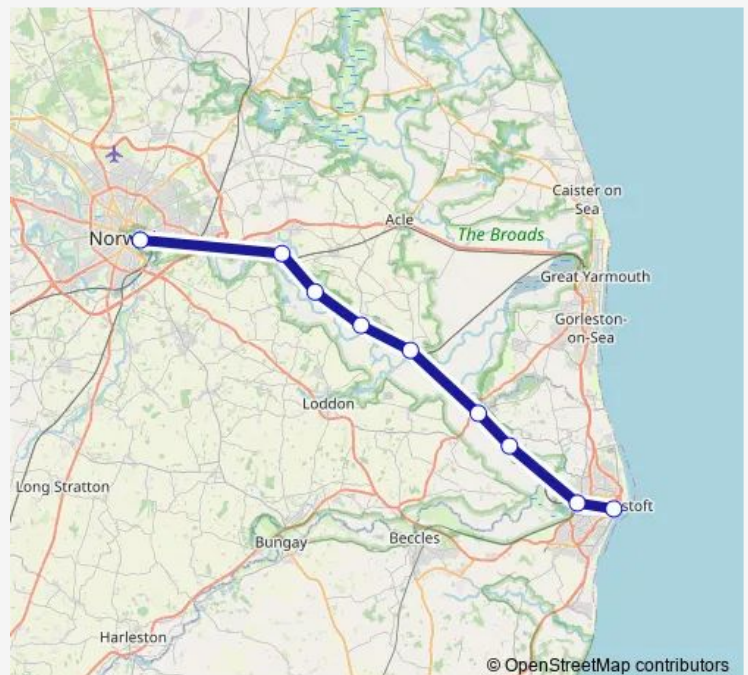 Caister on
Sea
Acle
The Broads
Norw
Great Yarmouth
Gorleston-
on-Sea
Loddon
Long Stratton
stoft
Bungay
Beccles
Harleston
© OpenStreetMap contributors